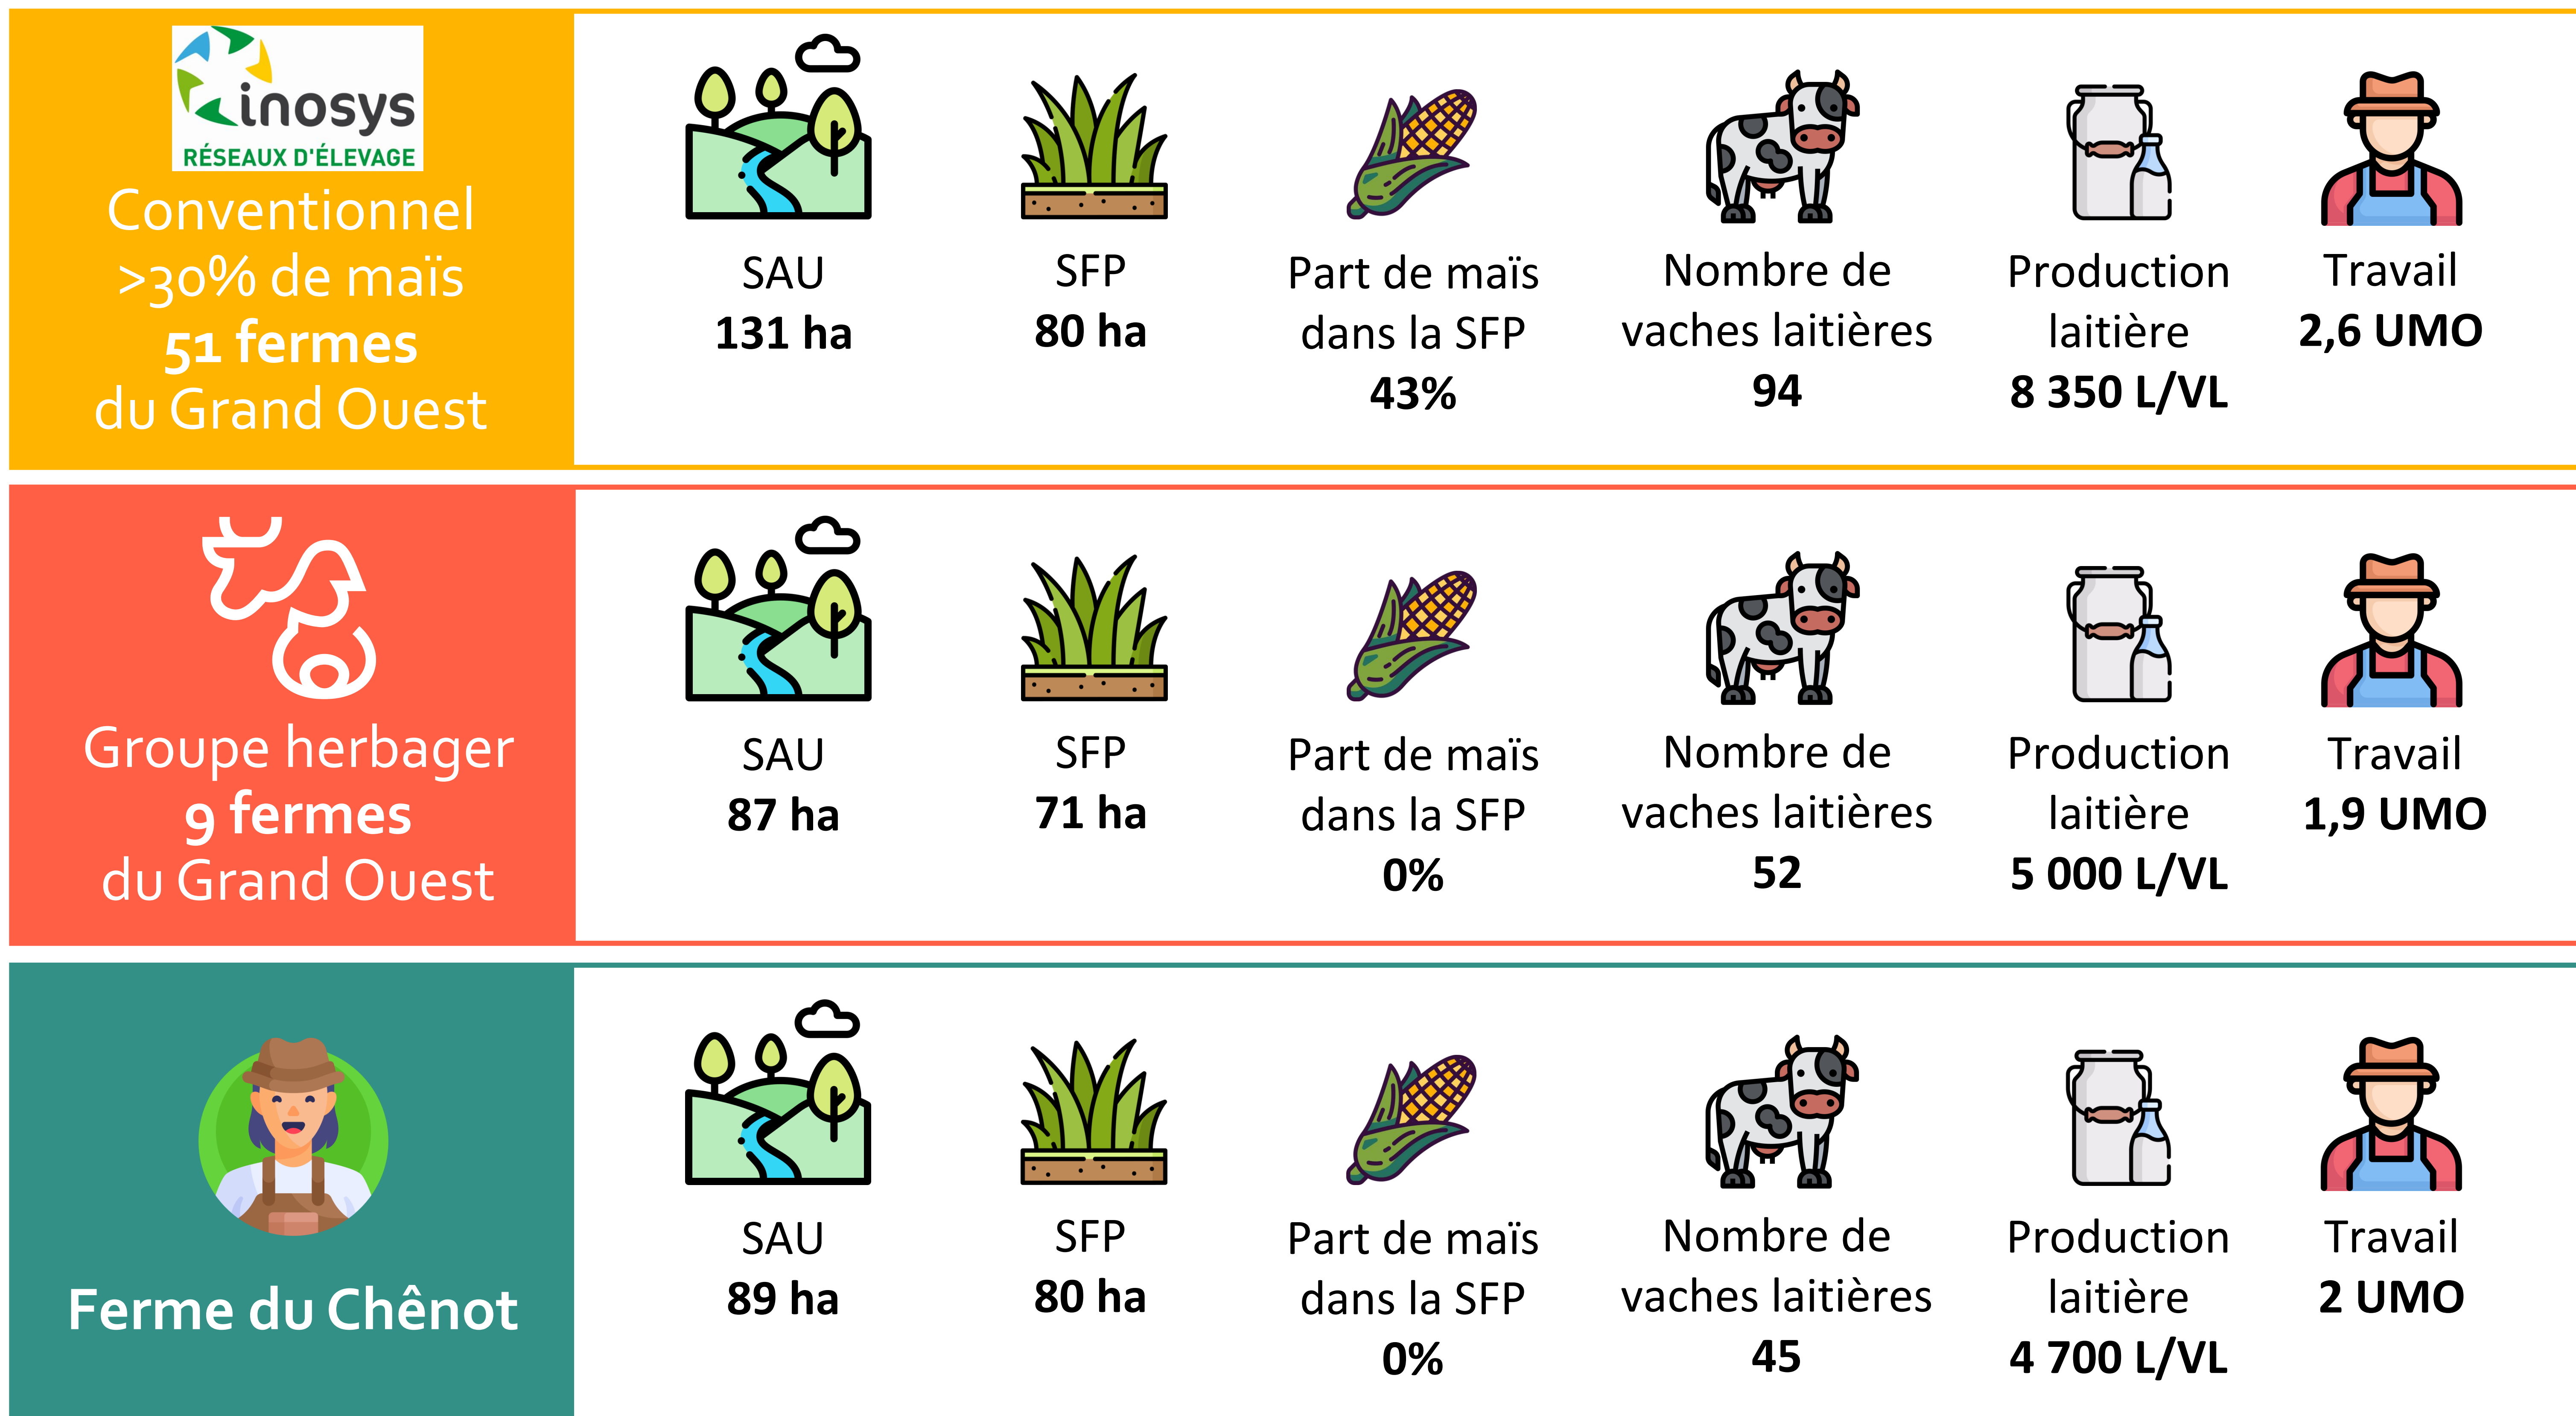 inosys
RÉSEAUX D'ÉLEVAGE
Conventionnel
>30% de maïs
51 fermes
du Grand Ouest
SAU
131 ha
SFP
80 ha
Part de maïs
dans la SFP
43%
Nombre de
vaches laitières
94
Production
laitière
8 350 L/VL
Travail
2,6 UMO
Groupe herbager
9 fermes
du Grand Ouest
SAU
87 ha
SFP
71 ha
Part de maïs
dans la SFP
0%
Nombre de
vaches laitières
52
Production
laitière
5 000 L/VL
Travail
1,9 UMO
Ferme du Chênot
SAU
89 ha
SFP
80 ha
Part de maïs
dans la SFP
0%
Nombre de
vaches laitières
45
Production
laitière
4 700 L/VL
Travail
2 UMO